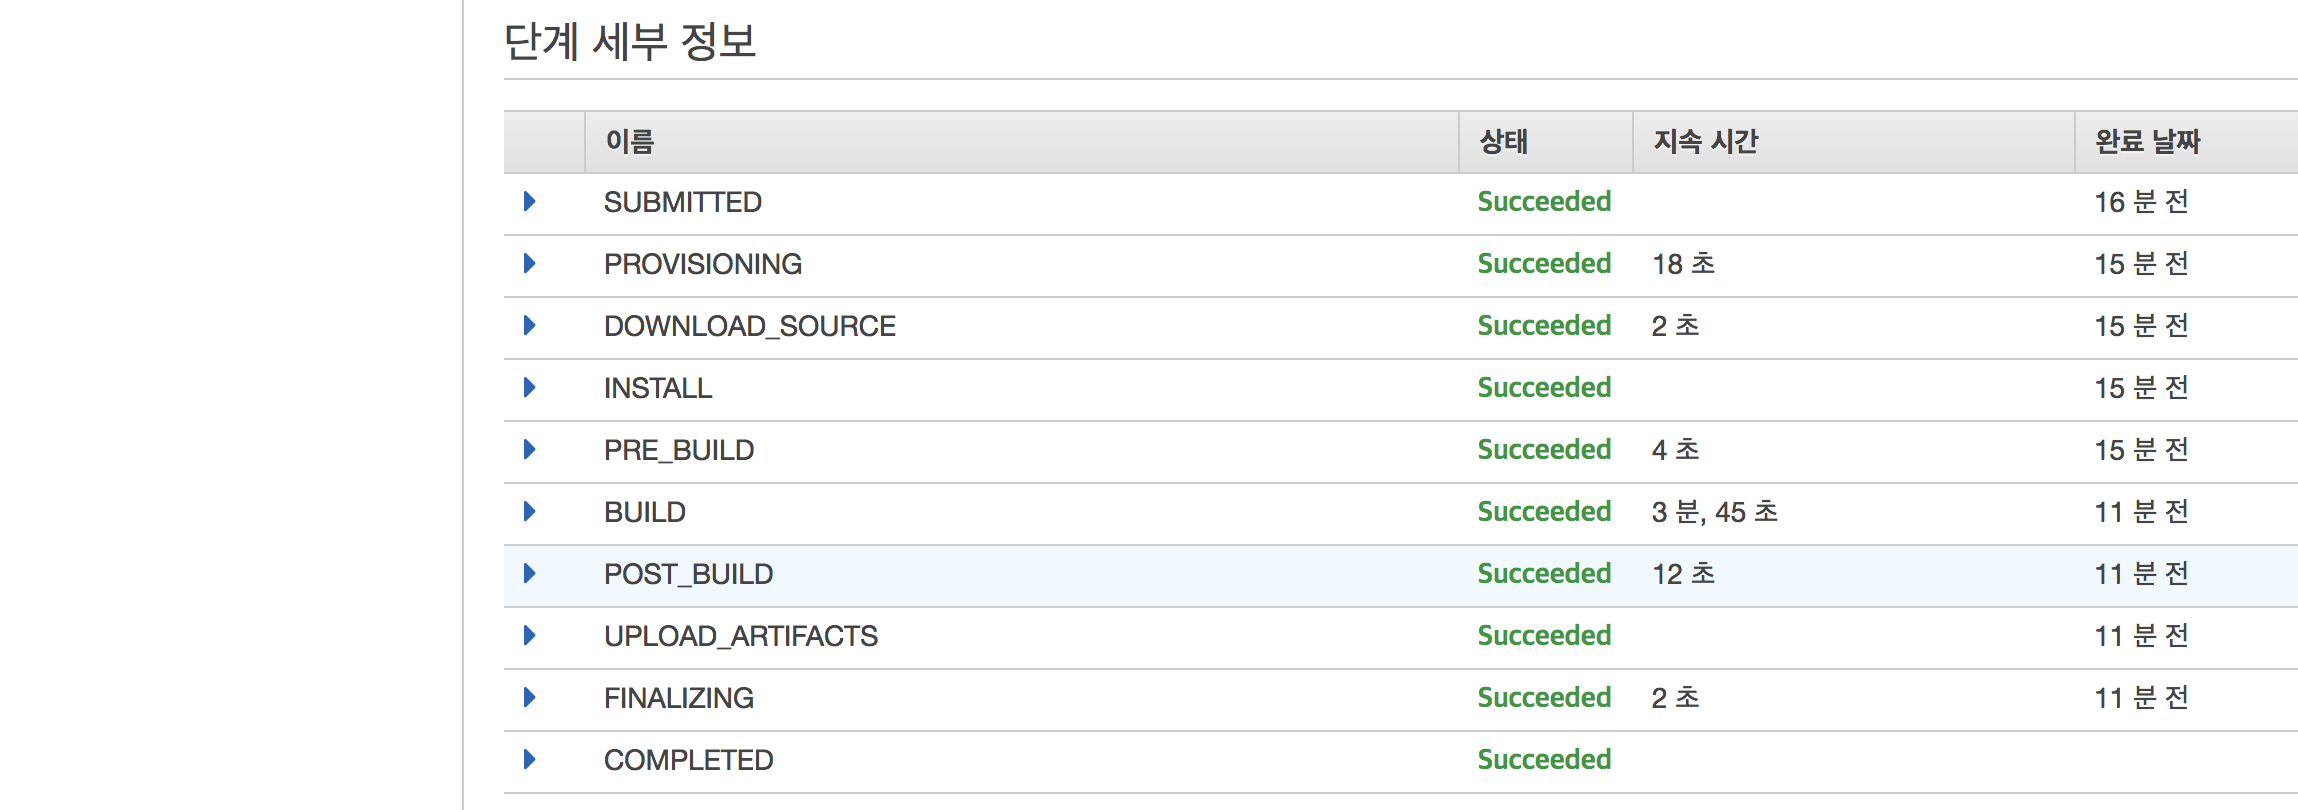 단계 세부 정보
이름 상태 지속 시간 완료 날짜
SUBMITTED Succeeded 16 분 전
PROVISIONING Succeeded 18 초 15 분 전
DOWNLOAD_SOURCE Succeeded 2 초 15 분 전
INSTALL Succeeded 15 분 전
PRE_BUILD Succeeded 4 초 15 분 전
BUILD Succeeded 3 분, 45 초 11 분 전
POST_BUILD Succeeded 12 초 11 분 전
UPLOAD_ARTIFACTS Succeeded 11 분 전
FINALIZING Succeeded 2 초 11 분 전
COMPLETED Succeeded